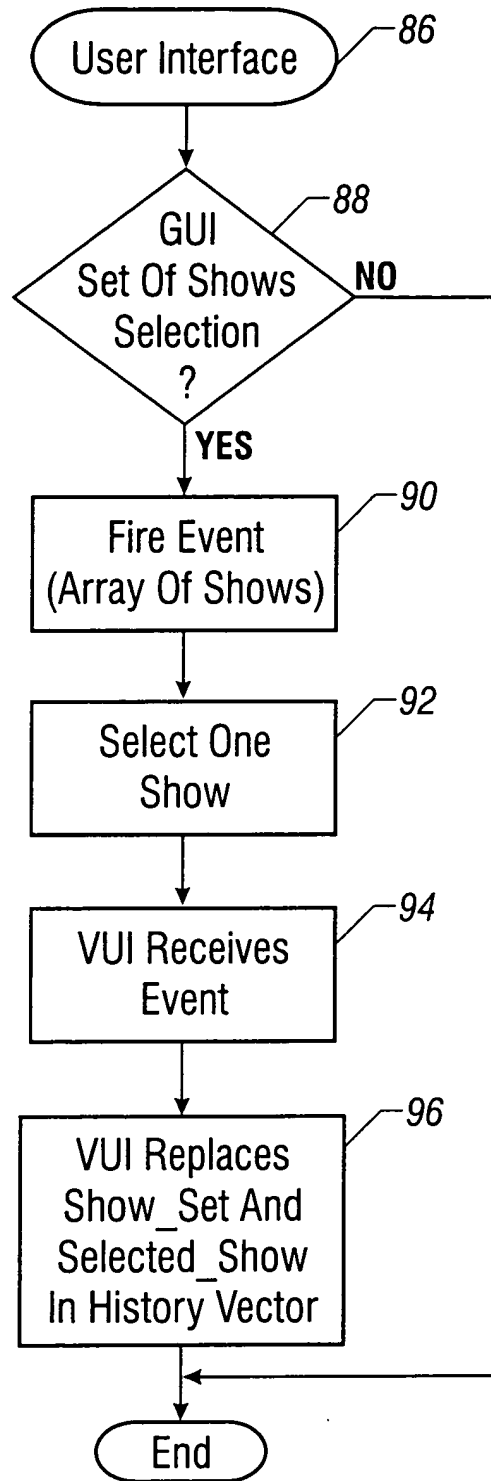 User Interface
86
GUI
Set Of Shows
Selection
?
88
NO
YES
Fire Event
(Array Of Shows)
90
Select One
Show
92
VUI Receives
Event
94
VUI Replaces
Show_Set And
Selected_Show
In History Vector
96
End